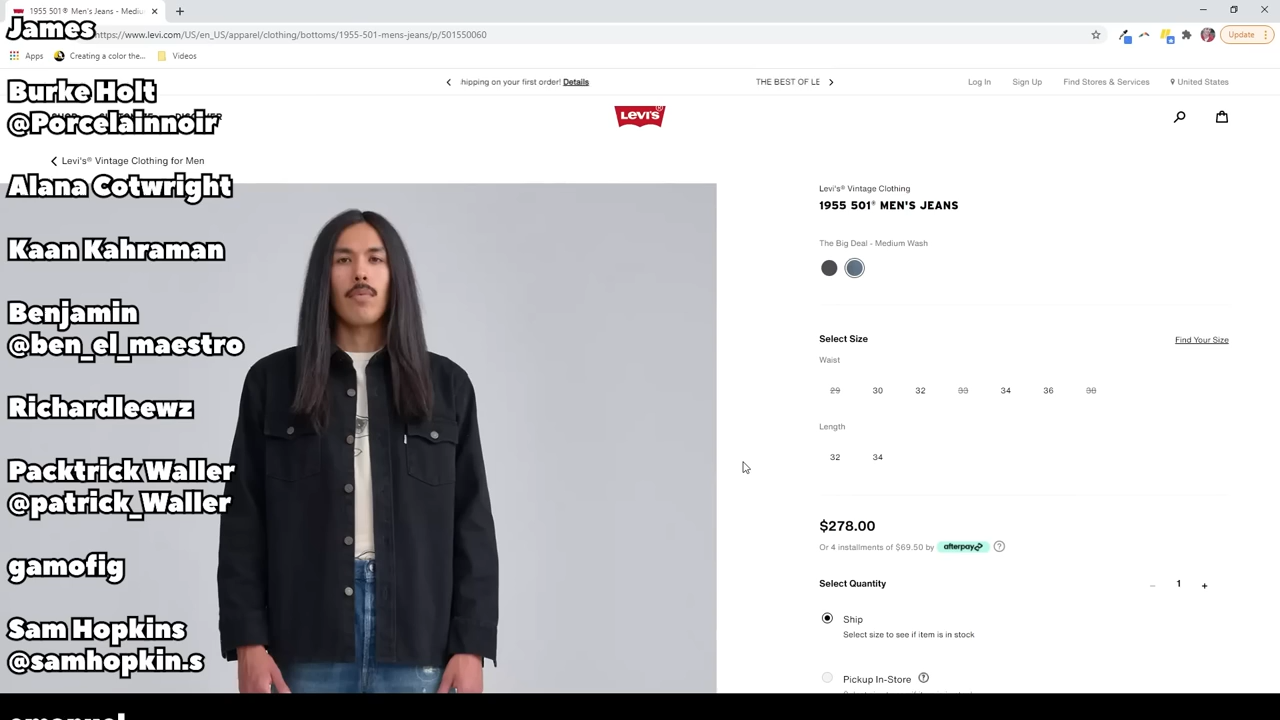 1955 501® Men's Jeans - Mediu
James
https://www.levi.com/US/en_US/apparel/clothing/bottoms/1955-501-mens-jeans/p/501550060
Update
Apps
Creating a color the...
Videos
hipping on your first order! Details
THE BEST OF LE
Log In
Sign Up
Find Stores & Services
United States
Burke Holt
@Porcelainnoir
LEVI'S
Levi's® Vintage Clothing for Men
Alana Cotwright
Kaan Kahraman
Benjamin
@ben_el_maestro
Richardleewz
Packtrick Waller
@patrick_Waller
gamofig
Sam Hopkins
@samhopkin.s
Levi's® Vintage Clothing
1955 501® MEN'S JEANS
The Big Deal - Medium Wash
Select Size
Find Your Size
Waist
29 30 32 33 34 36 38
Length
32 34
$278.00
Or 4 installments of $69.50 by afterpay
Select Quantity
1
Ship
Select size to see if item is in stock
Pickup In-Store